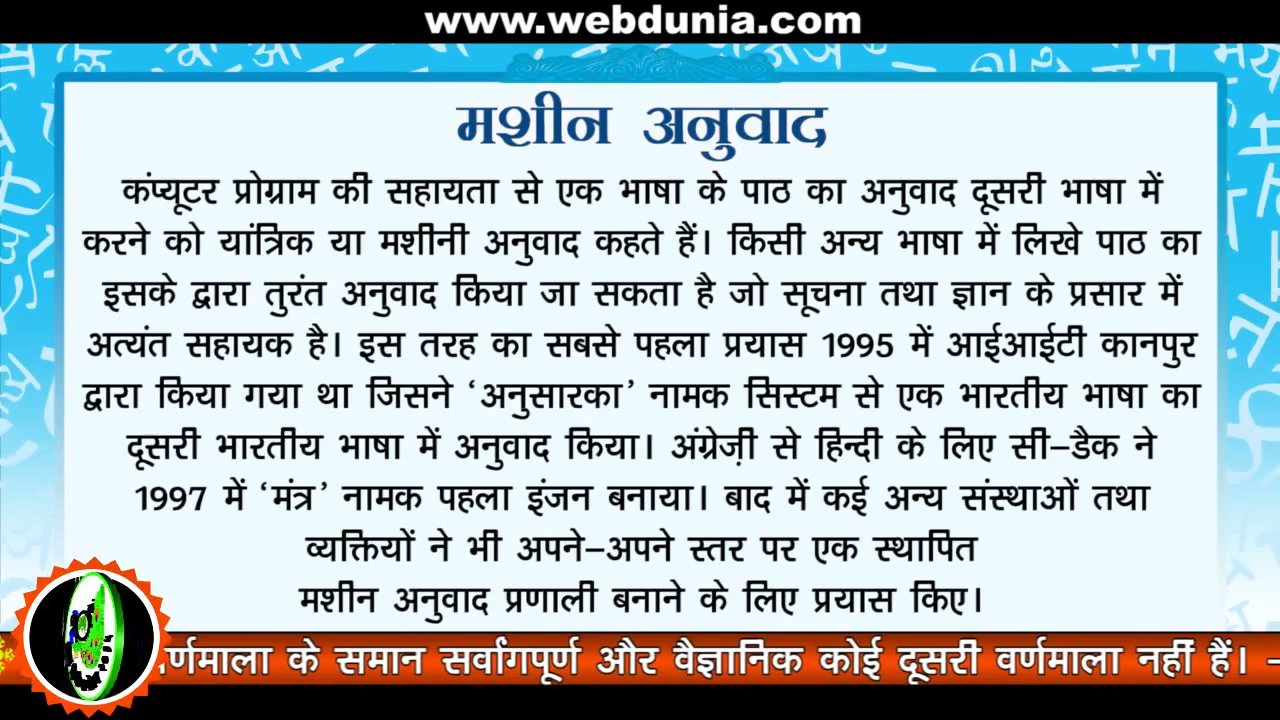 www.webdunia.com
मशीन अनुवाद
कंप्यूटर प्रोग्राम की सहायता से एक भाषा के पाठ का अनुवाद दूसरी भाषा में
करने को यांत्रिक या मशीनी अनुवाद कहते हैं। किसी अन्य भाषा में लिखे पाठ का
इसके द्वारा तुरंत अनुवाद किया जा सकता है जो सूचना तथा ज्ञान के प्रसार में
अत्यंत सहायक है। इस तरह का सबसे पहला प्रयास 1995 में आईआईटी कानपुर
द्वारा किया गया था जिसने ‘अनुसारका’ नामक सिस्टम से एक भारतीय भाषा का
दूसरी भारतीय भाषा में अनुवाद किया। अंग्रेज़ी से हिन्दी के लिए सी–डैक ने
1997 में ‘मंत्र’ नामक पहला इंजन बनाया। बाद में कई अन्य संस्थाओं तथा
व्यक्तियों ने भी अपने–अपने स्तर पर एक स्थापित
मशीन अनुवाद प्रणाली बनाने के लिए प्रयास किए।
के समान सर्वांगपूर्ण और वैज्ञानिक कोई दूसरी वर्णमाला नहीं हैं। –